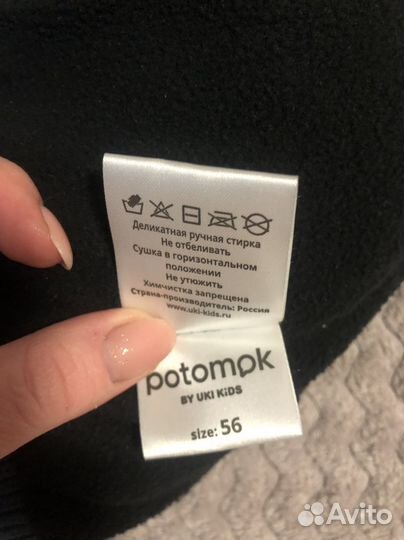 Деликатная ручная стирка
Не отбеливать
Сушка в горизонтальном
положении
Не утюжить
Химчистка запрещена
Страна-производитель: Россия
www.uki-kids.ru
potomok
BY UKI KiDS
size: 56
Avito